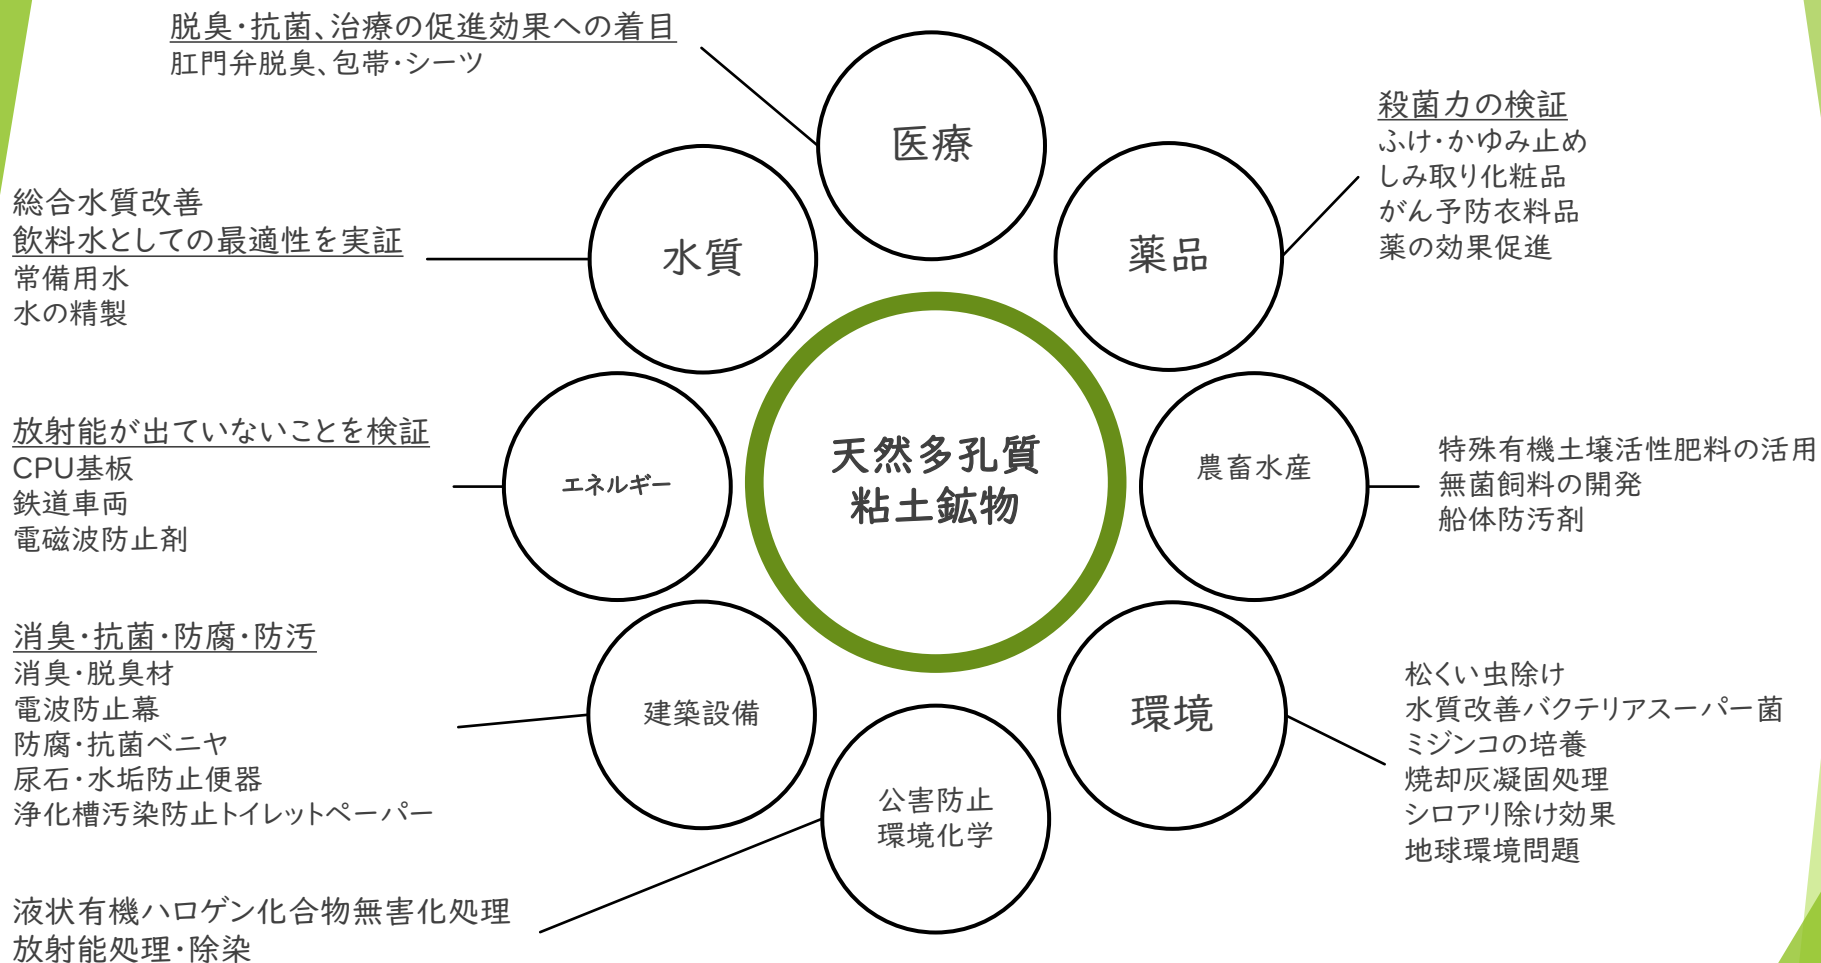 脱臭・抗菌、治療の促進効果への着目
肛門弁脱臭、包帯・シーツ
医療
殺菌力の検証
ふけ・かゆみ止め
しみ取り化粧品
がん予防衣料品
薬の効果促進
薬品
総合水質改善
飲料水としての最適性を実証
常備用水
水の精製
水質
天然多孔質
粘土鉱物
放射能が出ていないことを検証
CPU基板
鉄道車両
電磁波防止剤
エネルギー
農畜水産
特殊有機土壌活性肥料の活用
無菌飼料の開発
船体防汚剤
消臭・抗菌・防腐・防汚
消臭・脱臭材
電波防止幕
防腐・抗菌ベニヤ
尿石・水垢防止便器
浄化槽汚染防止トイレットペーパー
建築設備
環境
松くい虫除け
水質改善バクテリアスーパー菌
ミジンコの培養
焼却灰凝固処理
シロアリ除け効果
地球環境問題
公害防止
環境化学
液状有機ハロゲン化合物無害化処理
放射能処理・除染